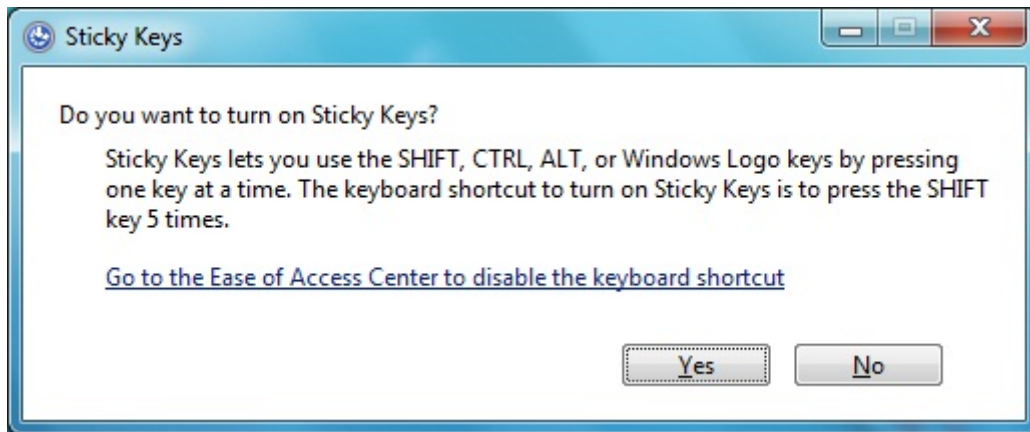 Sticky Keys
Do you want to turn on Sticky Keys?
Sticky Keys lets you use the SHIFT, CTRL, ALT, or Windows Logo keys by pressing
one key at a time. The keyboard shortcut to turn on Sticky Keys is to press the SHIFT
key 5 times.
Go to the Ease of Access Center to disable the keyboard shortcut
Yes No